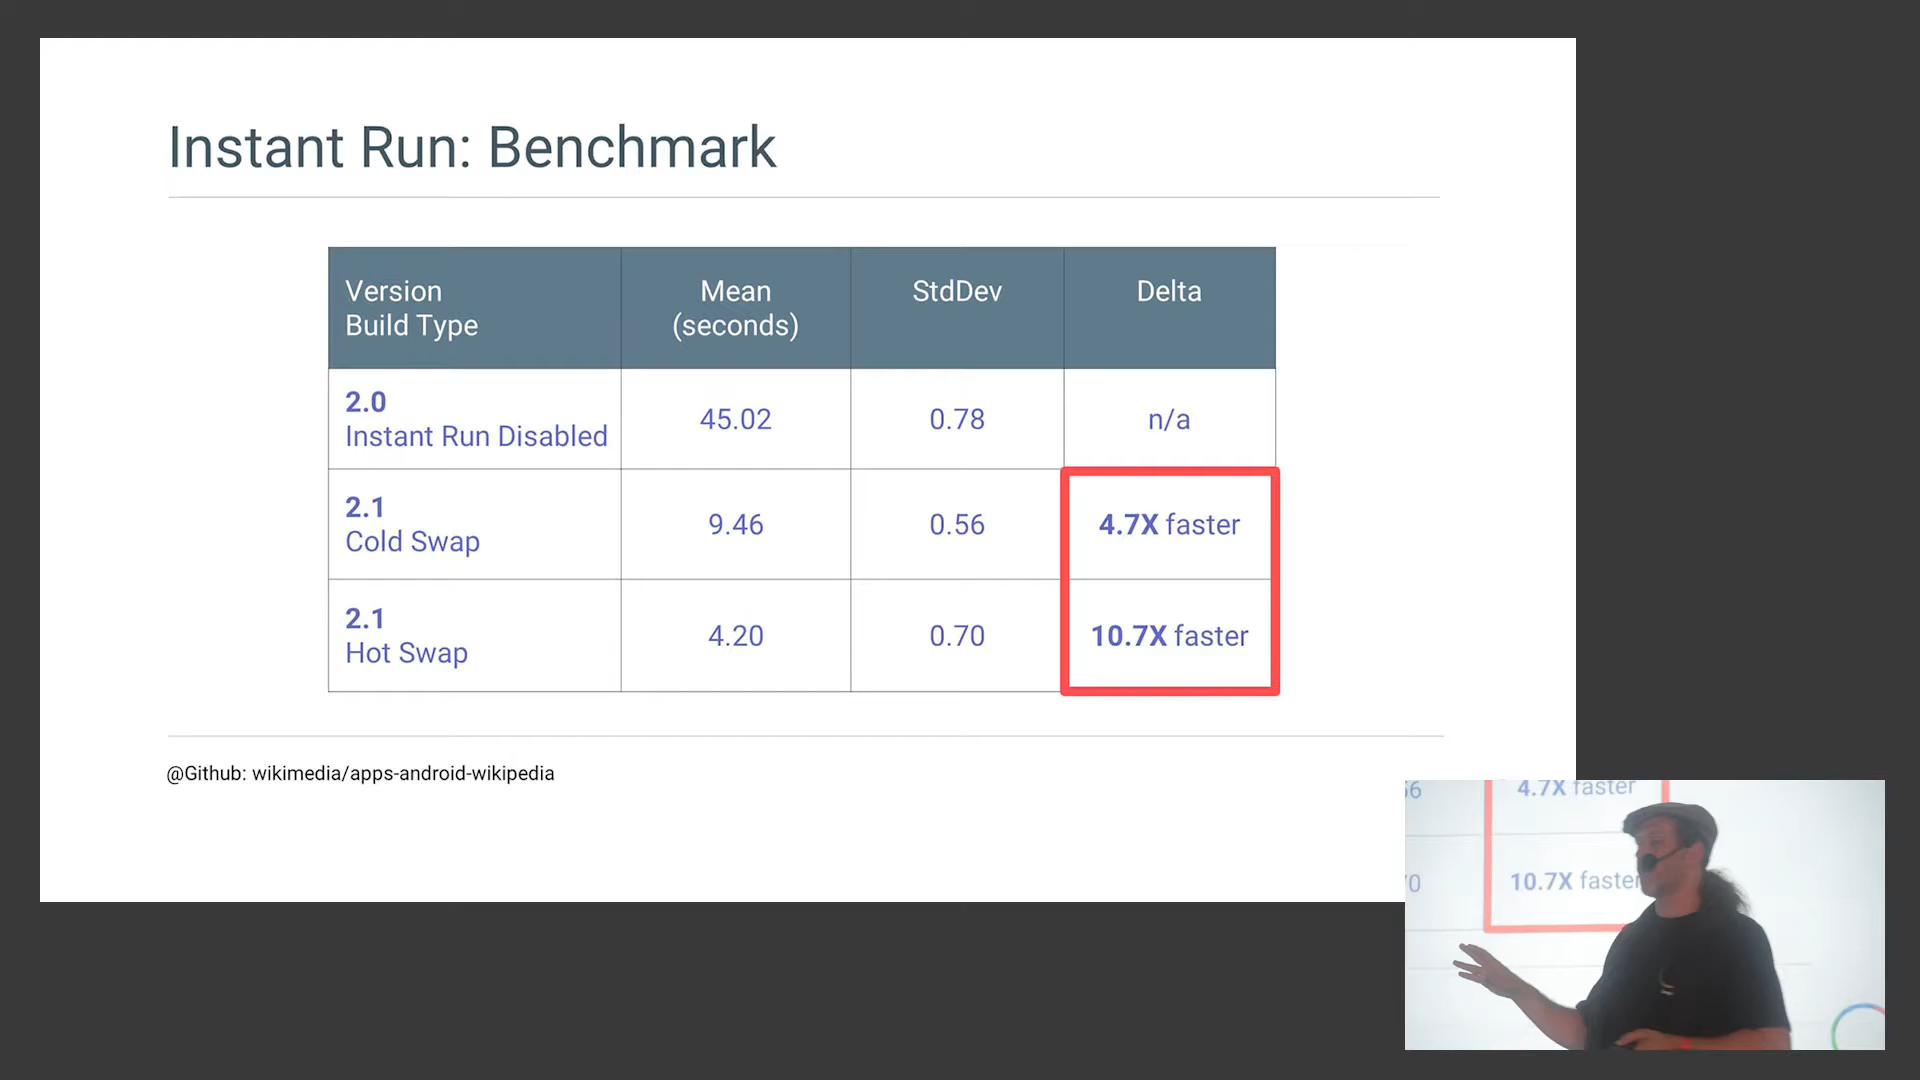 Instant Run: Benchmark
Version
Build Type
Mean
(seconds)
StdDev
Delta
2.0
Instant Run Disabled
45.02
0.78
n/a
2.1
Cold Swap
9.46
0.56
4.7X faster
2.1
Hot Swap
4.20
0.70
10.7X faster
@Github: wikimedia/apps-android-wikipedia
4.7X faster
10.7X faster